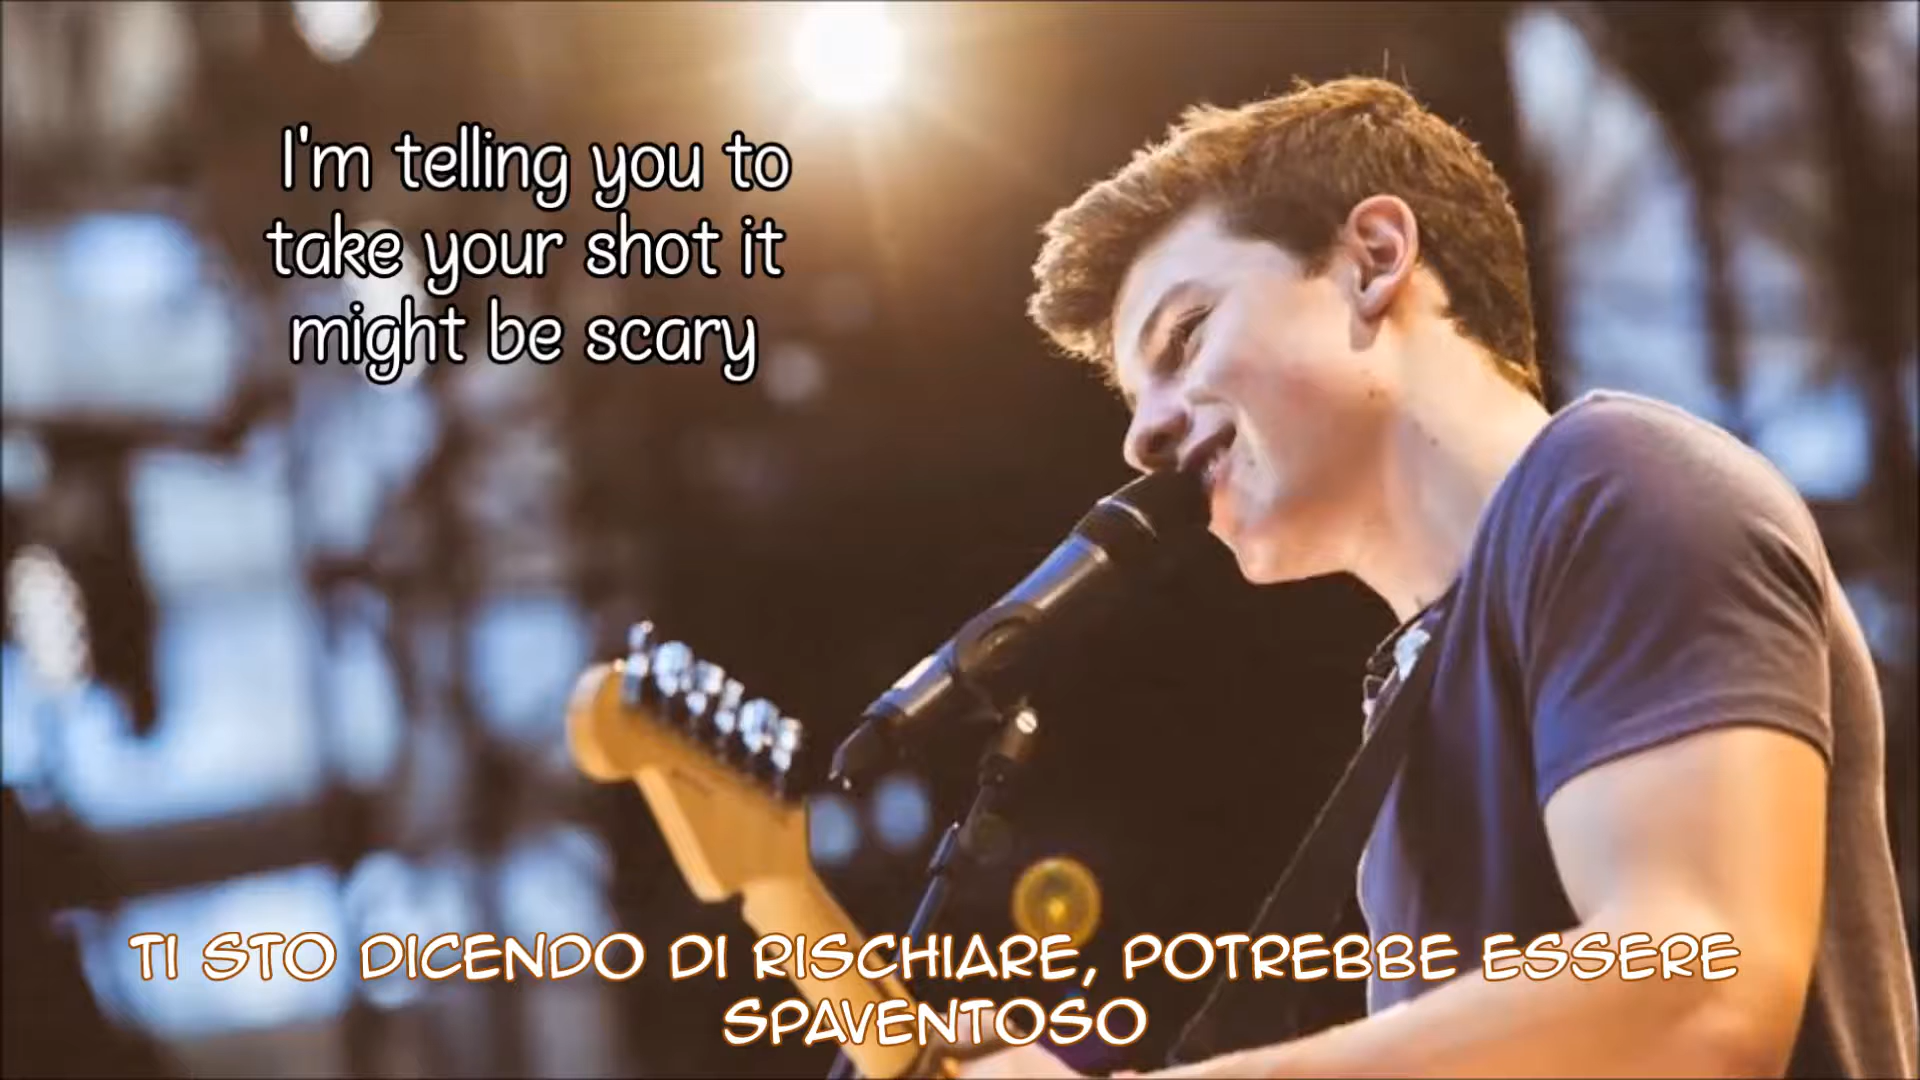 I'm telling you to
take your shot it
might be scary
TI STO DICENDO DI RISCHIARE, POTREBBE ESSERE
SPAVENTOSO